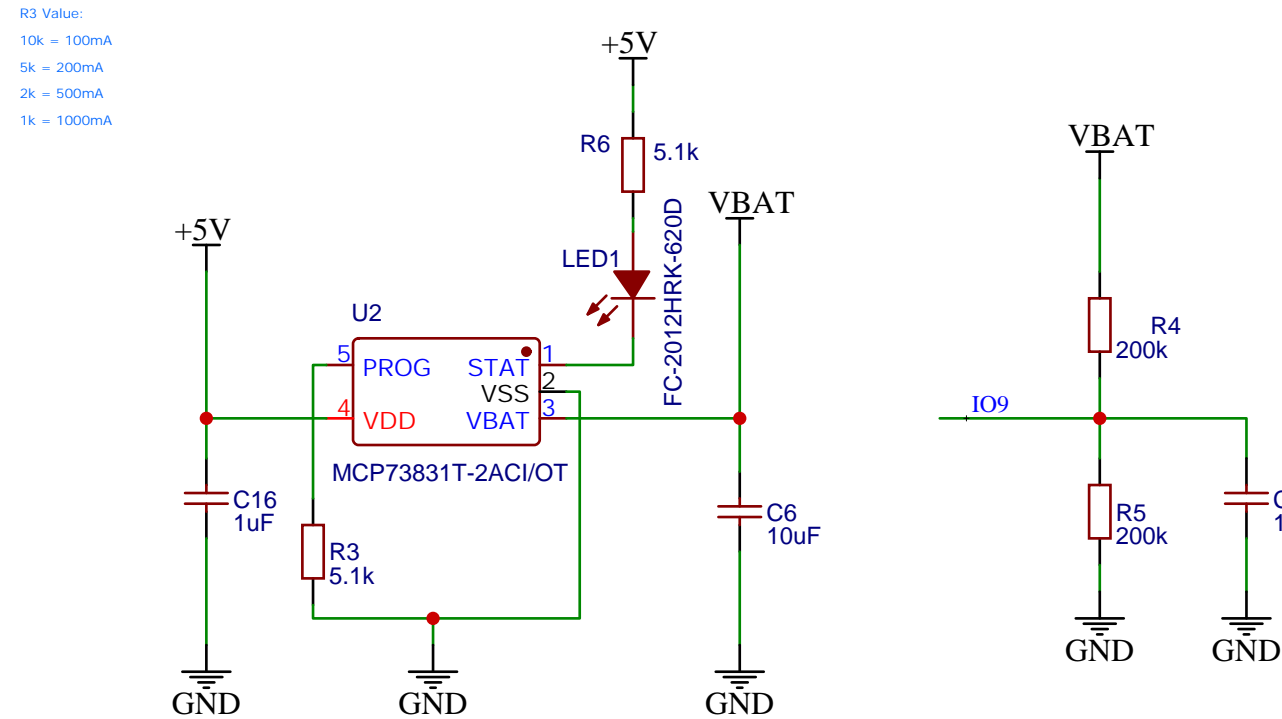 R3 Value:
10k = 100mA
5k = 200mA
2k = 500mA
1k = 1000mA
+5V
R6
5.1k
VBAT
+5V
LED1
FC-2012HRK-620D
U2
5
PROG
STAT
1
VSS
2
4
VDD
VBAT
3
MCP73831T-2ACI/OT
C16
1uF
R3
5.1k
C6
10uF
GND
GND
GND
VBAT
R4
200k
IO9
R5
200k
GND
GND